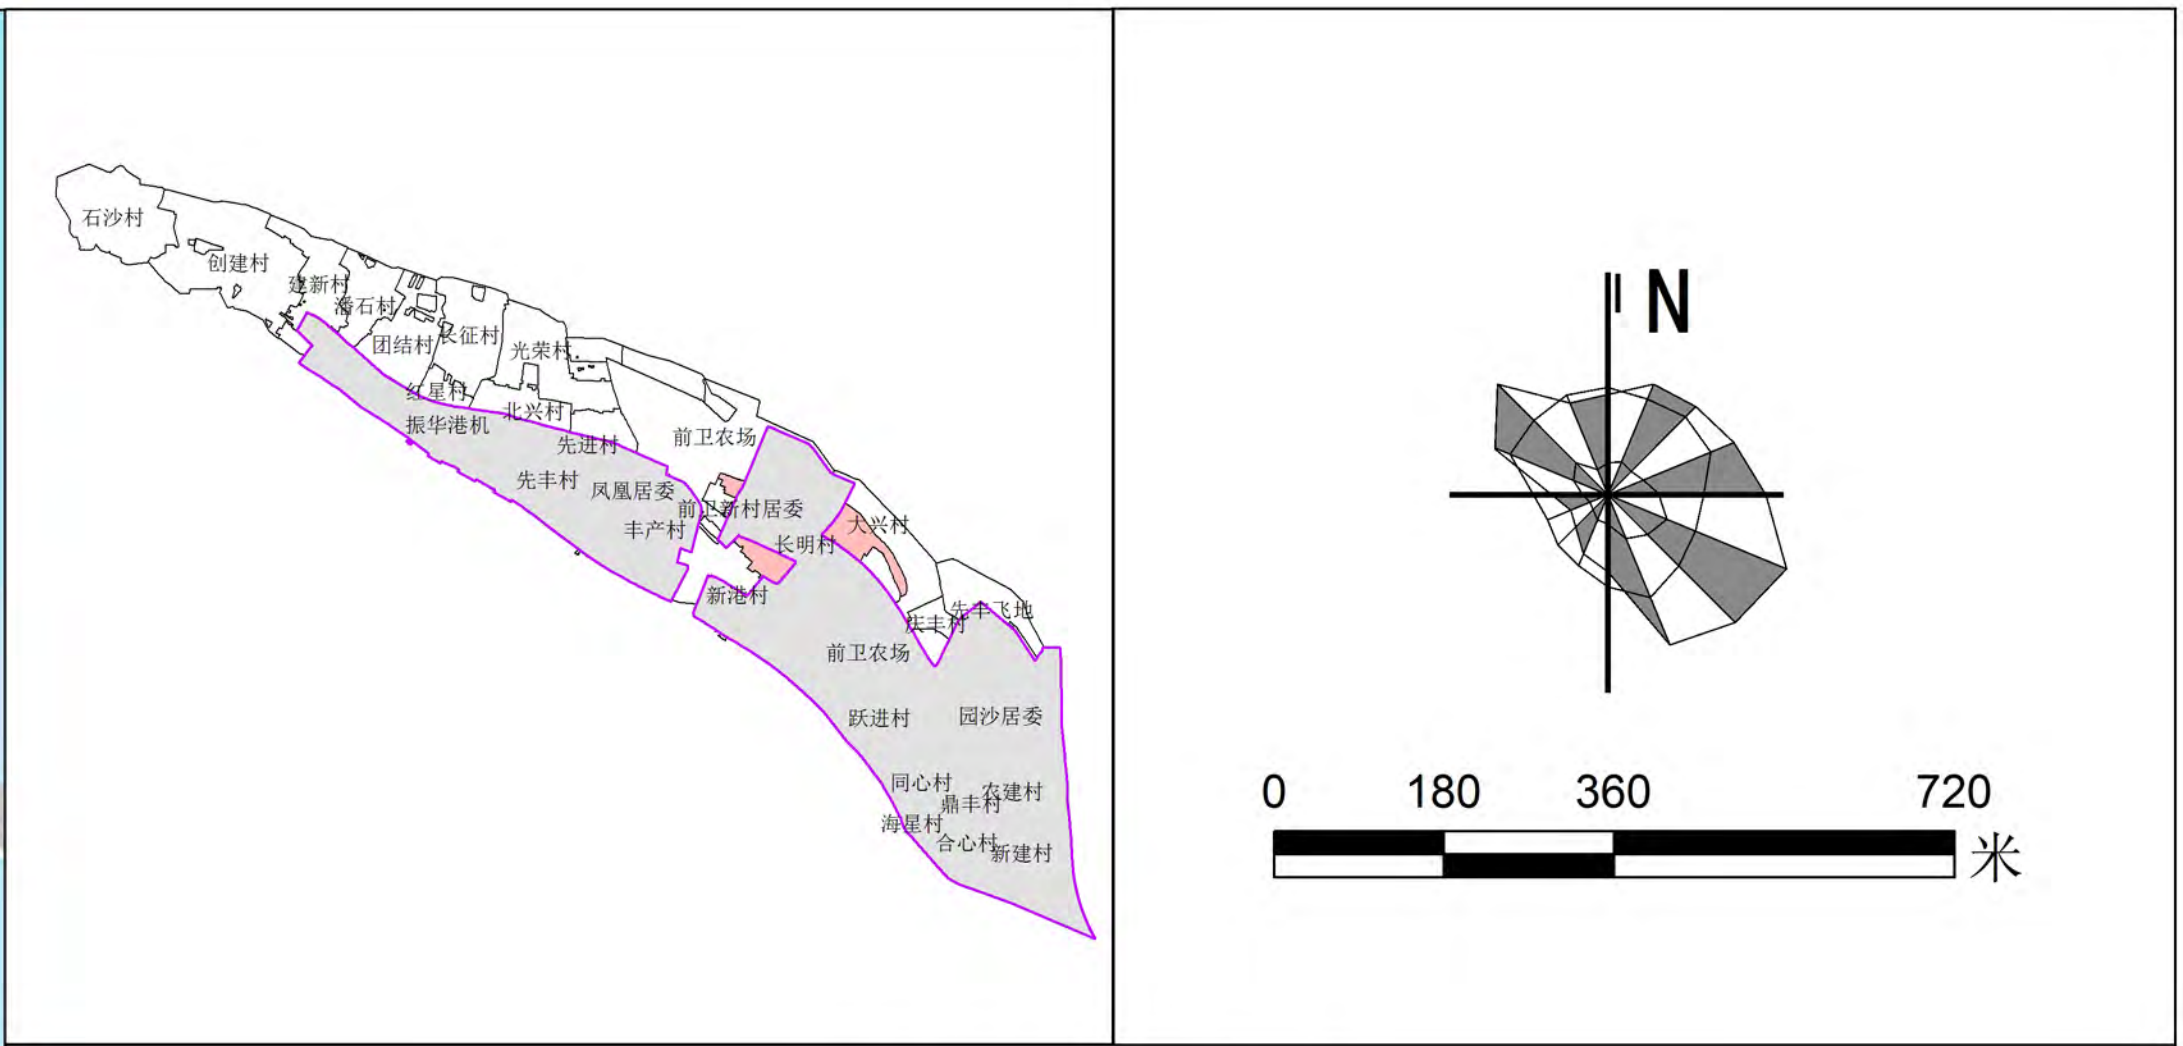 石沙村
创建村
建新村
潘石村
团结村
长征村
光荣村
红星村
北兴村
振华港机
先进村
前卫农场
先丰村
凤凰居委
前卫新村居委
丰产村
大兴村
长明村
新港村
先丰飞地
庆丰村
前卫农场
跃进村
园沙居委
同心村
农建村
鼎丰村
海星村
合心村
新建村
N
0 180 360 720
米